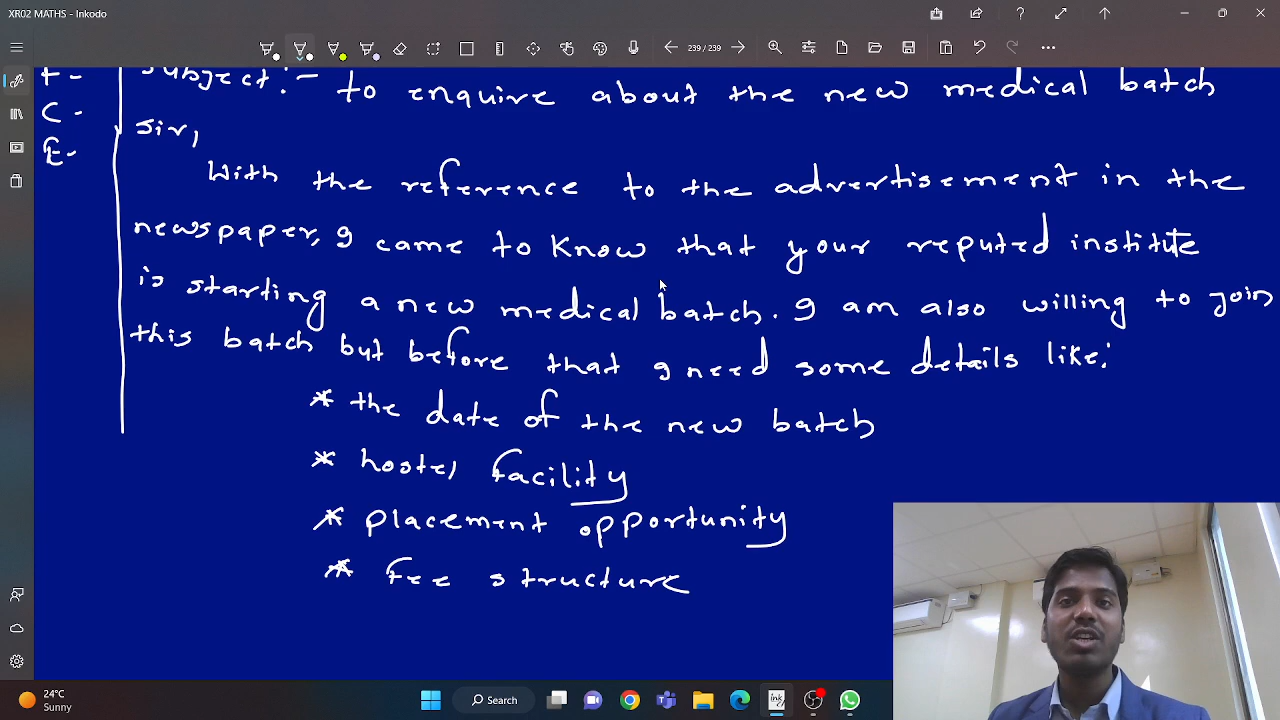 XR02 MATHS - Inkodo
239 / 239
F -
C -
E -
Subject :- to enquire about the new medical batch
sir,
With the reference to the advertisement in the
newspaper, I came to know that your reputed institute
is starting a new medical batch. I am also willing to join
this batch but before that I need some details like:
* the date of the new batch
* hostel facility
* placement opportunity
* fee structure
24°C
Sunny
Search
ink